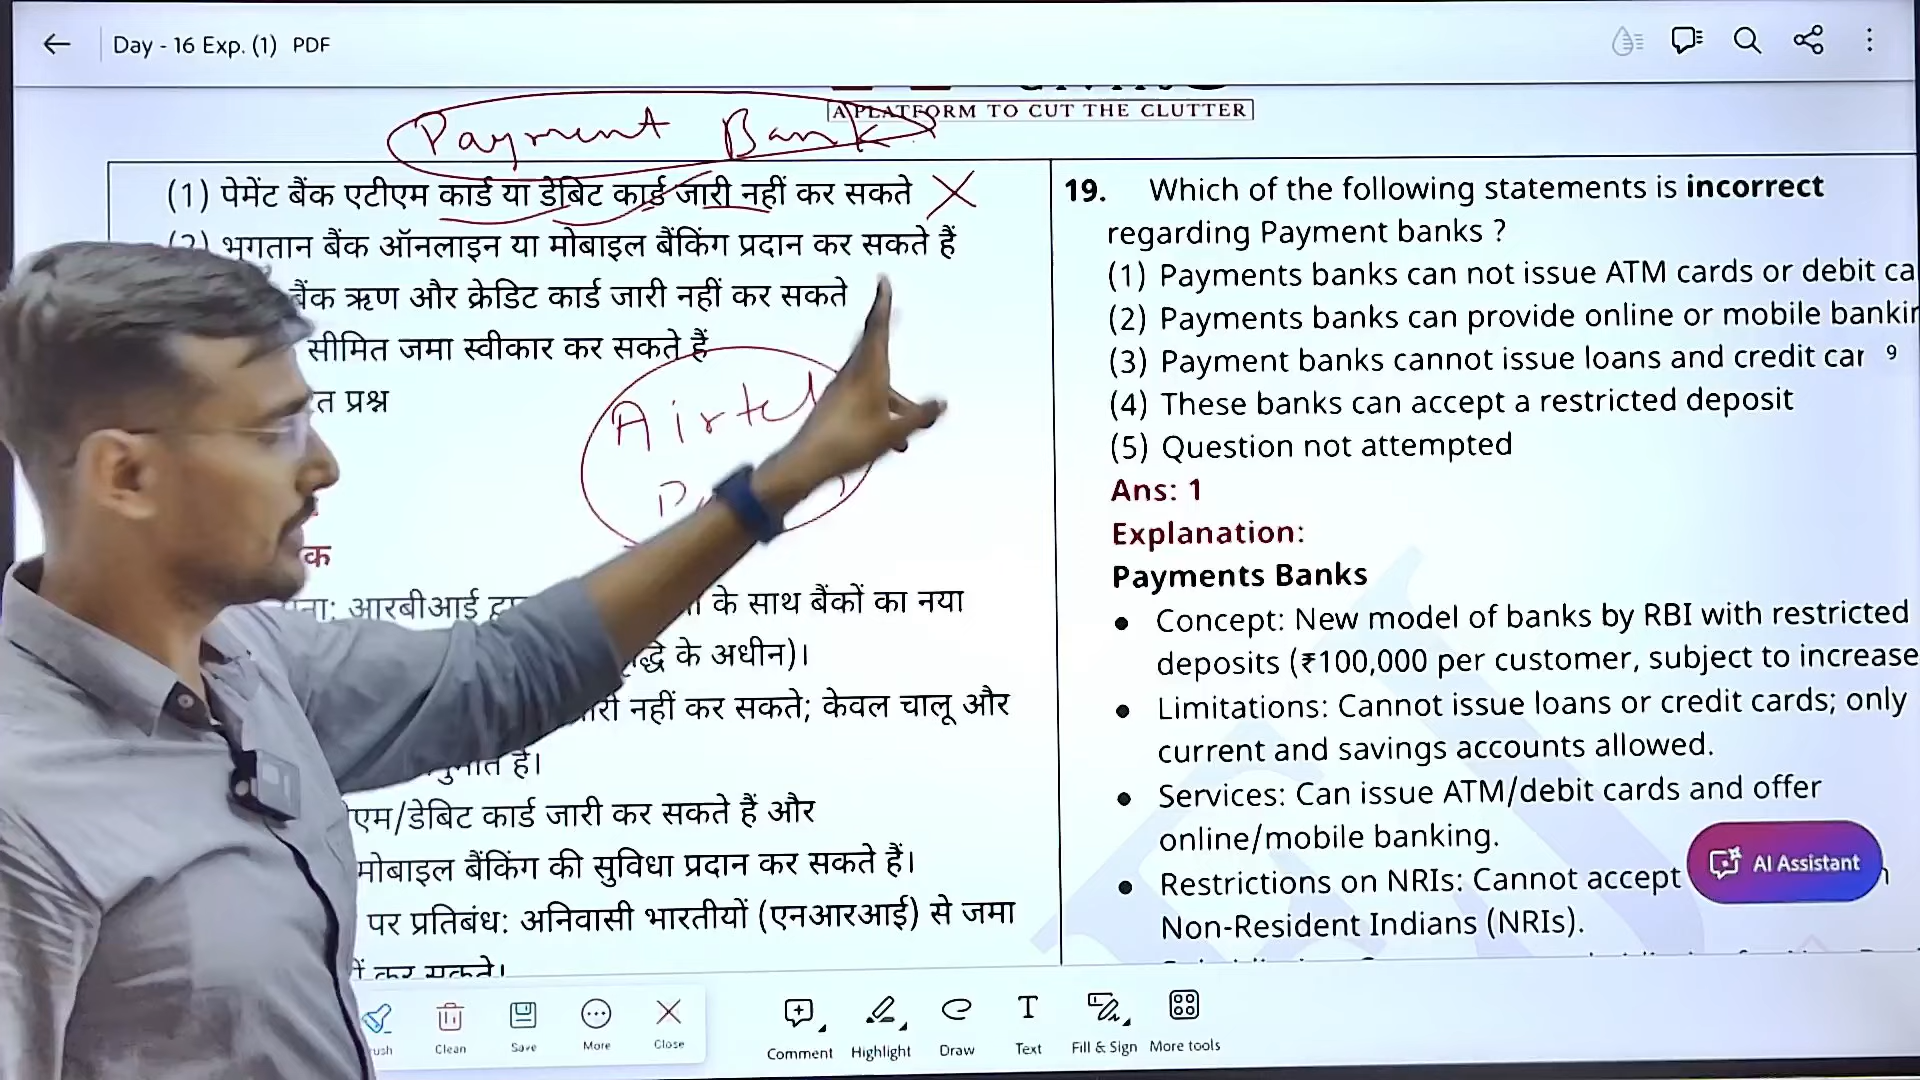 Day - 16 Exp. (1) PDF
A PLATFORM TO CUT THE CLUTTER
Payment Bank
(1) पेमेंट बैंक एटीएम कार्ड या डेबिट कार्ड जारी नहीं कर सकते
(2) भुगतान बैंक ऑनलाइन या मोबाइल बैंकिंग प्रदान कर सकते हैं
बैंक ऋण और क्रेडिट कार्ड जारी नहीं कर सकते
सीमित जमा स्वीकार कर सकते हैं
प्रश्न
Airtel
के साथ बैंकों का नया
के अधीन)।
नहीं कर सकते; केवल चालू और
हैं।
डेबिट कार्ड जारी कर सकते हैं और
मोबाइल बैंकिंग की सुविधा प्रदान कर सकते हैं।
पर प्रतिबंध: अनिवासी भारतीयों (एनआरआई) से जमा
कर सकते।
19. Which of the following statements is incorrect
regarding Payment banks ?
(1) Payments banks can not issue ATM cards or debit ca
(2) Payments banks can provide online or mobile bankin
(3) Payment banks cannot issue loans and credit car 9
(4) These banks can accept a restricted deposit
(5) Question not attempted
Ans: 1
Explanation:
Payments Banks
● Concept: New model of banks by RBI with restricted
deposits (₹100,000 per customer, subject to increase
● Limitations: Cannot issue loans or credit cards; only
current and savings accounts allowed.
● Services: Can issue ATM/debit cards and offer
online/mobile banking.
● Restrictions on NRIs: Cannot accept
Non-Resident Indians (NRIs).
AI Assistant
Clean Save More Close
Comment Highlight Draw Text Fill & Sign More tools